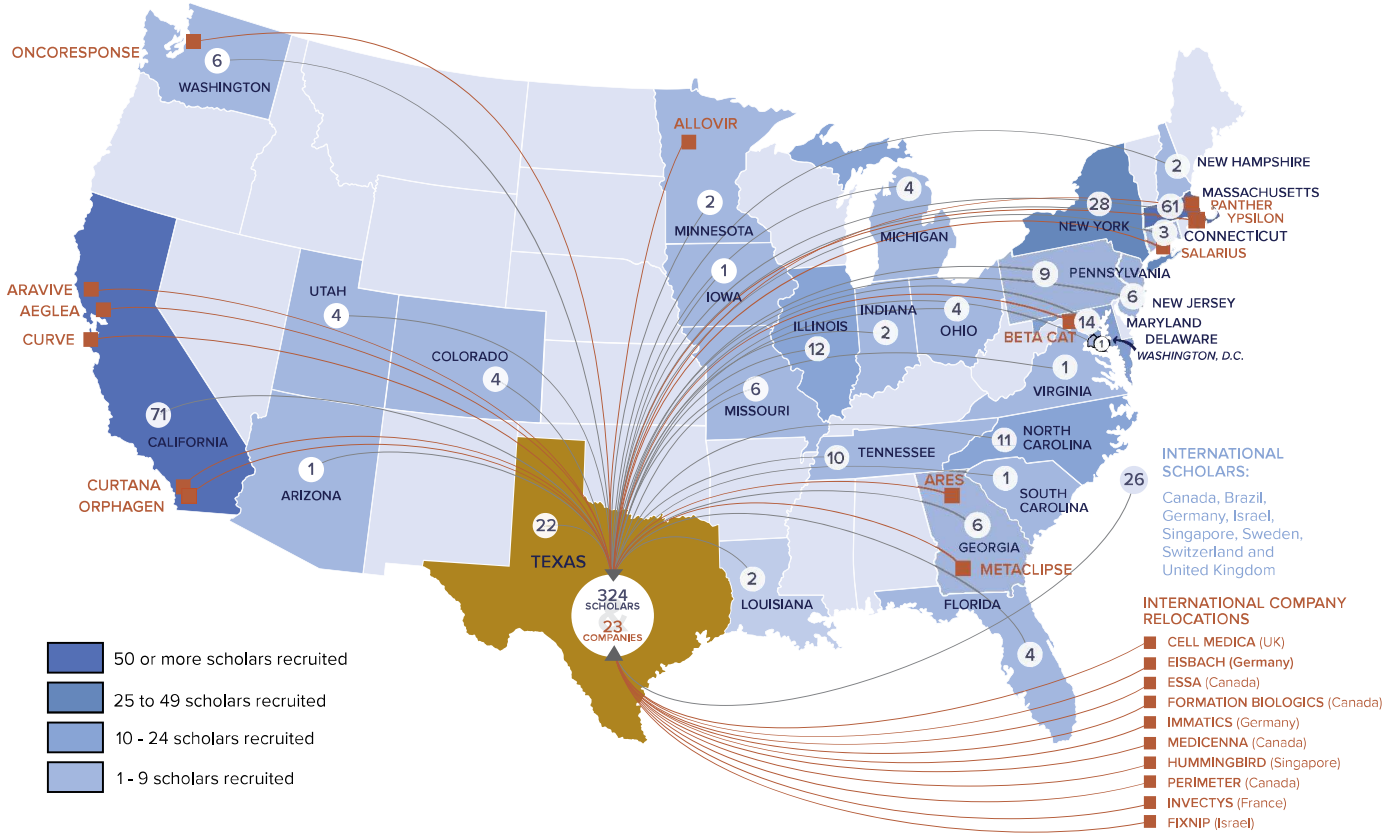 ONCORESPONSE
6
WASHINGTON
ALLOVIR
2
MINNESOTA
4
MICHIGAN
2
NEW HAMPSHIRE
MASSACHUSETTS
61
PANTHER
YPSILON
28
NEW YORK
3
CONNECTICUT
SALARIUS
9
PENNSYLVANIA
6
NEW JERSEY
14
MARYLAND
BETA CAT
DELAWARE
1
WASHINGTON, D.C.
1
IOWA
ILLINOIS
12
INDIANA
2
4
OHIO
1
VIRGINIA
ARAVIVE
AEGLEA
CURVE
UTAH
4
COLORADO
4
71
CALIFORNIA
6
MISSOURI
11
NORTH
CAROLINA
10
TENNESSEE
CURTANA
ORPHAGEN
1
ARIZONA
ARES
1
SOUTH
CAROLINA
6
GEORGIA
METACLIPSE
22
TEXAS
2
LOUISIANA
FLORIDA
4
324
SCHOLARS
&
23
COMPANIES
26
INTERNATIONAL
SCHOLARS:
Canada, Brazil,
Germany, Israel,
Singapore, Sweden,
Switzerland and
United Kingdom
INTERNATIONAL COMPANY
RELOCATIONS
CELL MEDICA (UK)
EISBACH (Germany)
ESSA (Canada)
FORMATION BIOLOGICS (Canada)
IMMATICS (Germany)
MEDICENNA (Canada)
HUMMINGBIRD (Singapore)
PERIMETER (Canada)
INVECTYS (France)
FIXNIP (Israel)
50 or more scholars recruited
25 to 49 scholars recruited
10 - 24 scholars recruited
1 - 9 scholars recruited